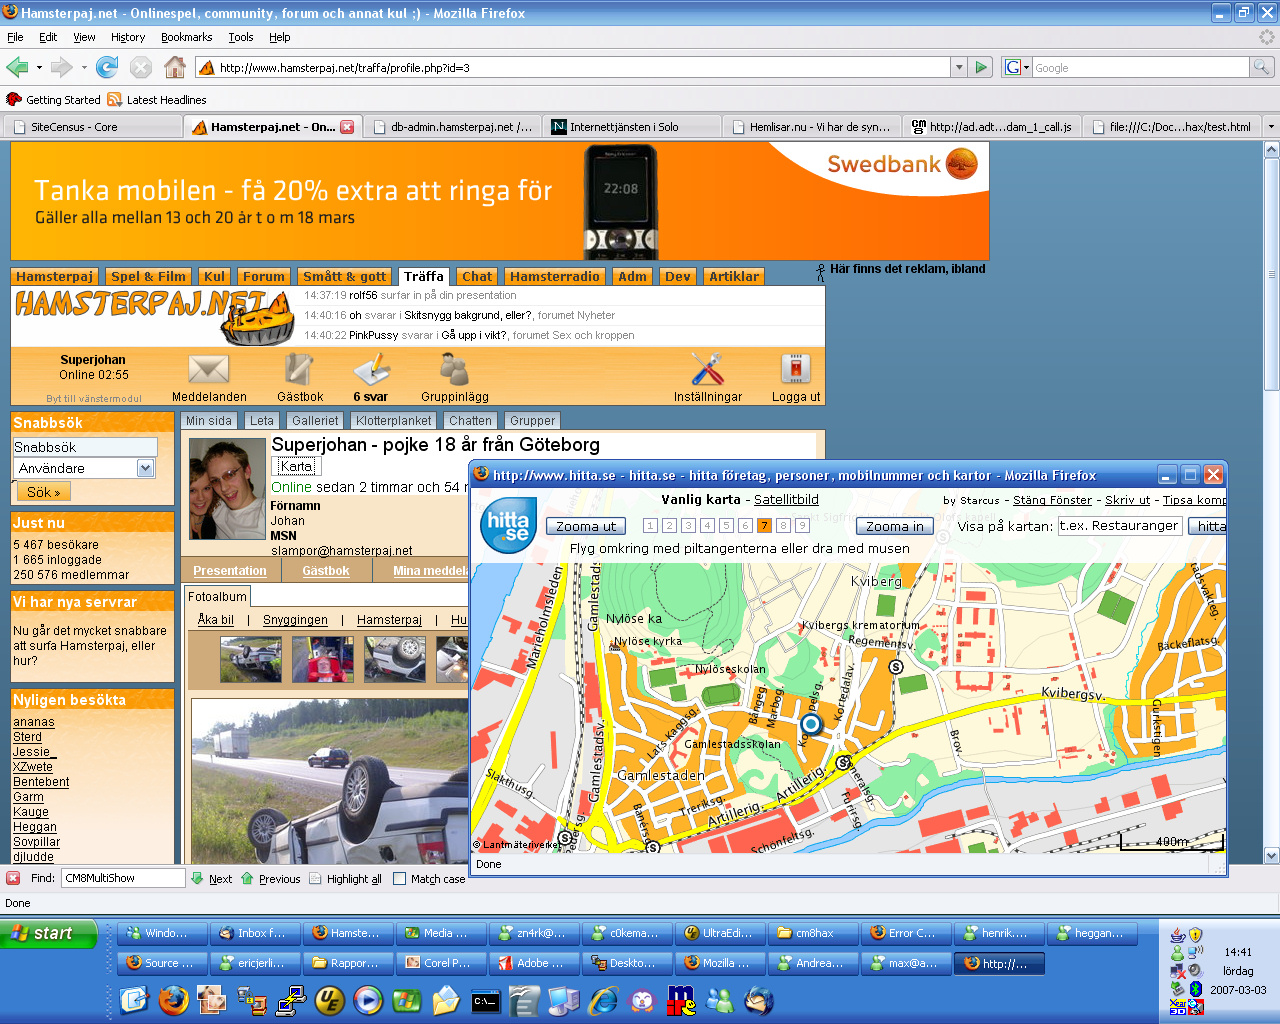 Hamsterpaj.net - Onlinespel, community, forum och annat kul ;) - Mozilla Firefox
File Edit View History Bookmarks Tools Help
http://www.hamsterpaj.net/traffa/profile.php?id=3
G Google
Getting Started Latest Headlines
SiteCensus - Core
Hamsterpaj.net - On...
db-admin.hamsterpaj.net /...
Internettjänsten i Solo
Hemlisar.nu - Vi har de syn...
http://ad.adt...dam_1_call.js
file:///C:/Doc...hax/test.html
Tanka mobilen - få 20% extra att ringa för
Gäller alla mellan 13 och 20 år t o m 18 mars
Sony Ericsson
22:08
Swedbank
Hamsterpaj Spel & Film Kul Forum Smått & gott Träffa Chat Hamsterradio Adm Dev Artiklar
Här finns det reklam, ibland
HAMSTERPAJ.NET
14:37:19 rolf56 surfar in på din presentation
14:40:16 oh svarar i Skitsnygg bakgrund, eller?, forumet Nyheter
14:40:22 PinkPussy svarar i Gå upp i vikt?, forumet Sex och kroppen
Superjohan
Online 02:55
Byt till vänstermodul
Meddelanden Gästbok 6 svar Gruppinlägg Inställningar Logga ut
Snabbsök
Snabbsök
Användare
Sök »
Just nu
5 467 besökare
1 665 inloggade
250 576 medlemmar
Vi har nya servrar
Nu går det mycket snabbare
att surfa Hamsterpaj, eller
hur?
Nyligen besökta
ananas
Sterd
Jessie_
XZwete
Bentebent
Garm
Kauge
Heggan
Sovpillar
djludde
Min sida Leta Galleriet Klotterplanket Chatten Grupper
Superjohan - pojke 18 år från Göteborg
Karta
Online sedan 2 timmar och 54 m
Förnamn
Johan
MSN
slampor@hamsterpaj.net
Presentation Gästbok Mina meddela
Fotoalbum
Åka bil | Snyggingen | Hamsterpaj | Hu
http://www.hitta.se - hitta.se - hitta företag, personer, mobilnummer och kartor - Mozilla Firefox
hitta.se
Vanlig karta - Satellitbild
by Starcus - Stäng Fönster - Skriv ut - Tipsa komp
Zooma ut 1 2 3 4 5 6 7 8 9 Zooma in
Visa på kartan: t.ex. Restauranger hitta
Flyg omkring med piltangenterna eller dra med musen
Marieholmsleden
Gamlestads
Nylöse ka
Nylöse kyrka
Kviberg
Kvibergs krematorium
Regementsv.
Nylöseskolan
Bångeg.
Marbog.
Kortedalav.
Lars Kaggsg.
Gamlestadsskolan
Gamlestadsv.
Gamlestaden
Slakthusg.
Treriksg.
Artillerig.
Artillerig.
Banérsg.
Schönfeltsg.
Furirsg.
Brov.
Kvibergsv.
Bäckeflatsg.
Gurkstigen
© Lantmäteriverket
400m
Done
Find: CM8MultiShow Next Previous Highlight all Match case
Done
start
Windo... Inbox f... Hamste... Media ... zn4rk@... c0kema... UltraEdi... cm8hax Error C... henrik.... heggan...
Source ... ericjerli... Rappor... Corel P... Adobe ... Deskto... Mozilla ... Andrea... max@a... http://...
14:41
lördag
2007-03-03